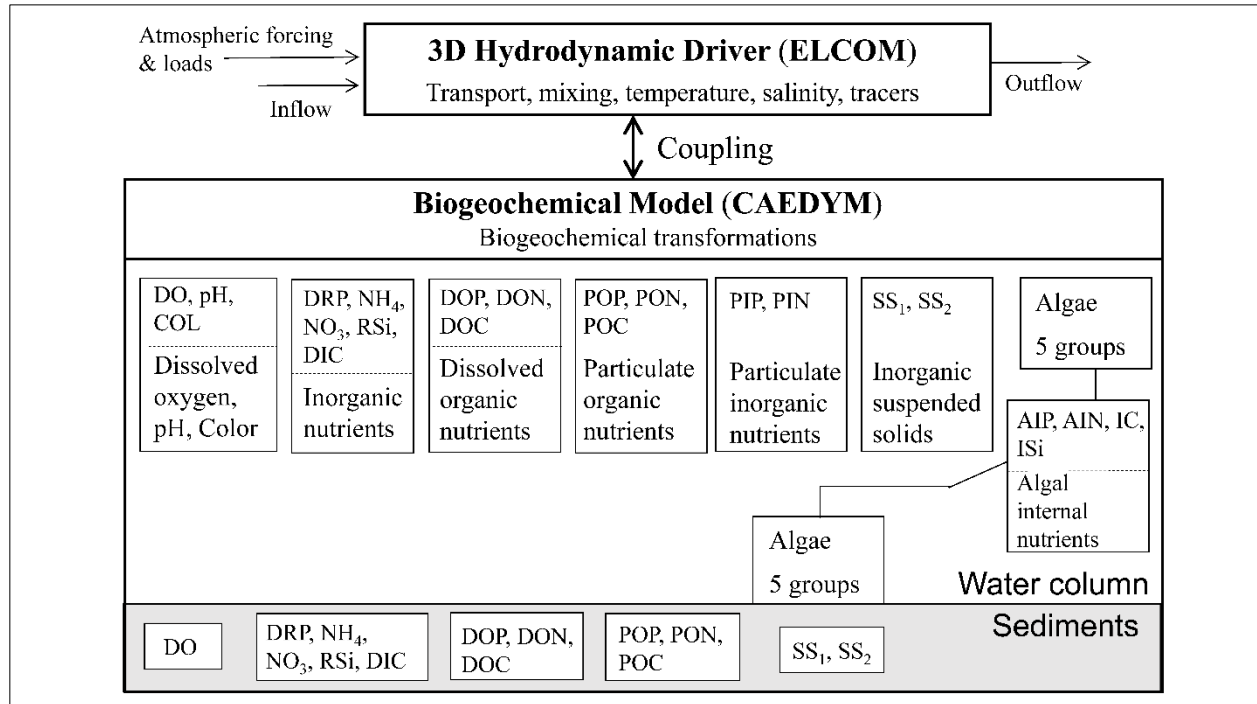 Atmospheric forcing
& loads
Inflow
3D Hydrodynamic Driver (ELCOM)
Transport, mixing, temperature, salinity, tracers
Outflow
Coupling
Biogeochemical Model (CAEDYM)
Biogeochemical transformations
DO, pH,
COL
Dissolved
oxygen,
pH, Color
DRP, NH₄,
NO₃, RSi,
DIC
Inorganic
nutrients
DOP, DON,
DOC
Dissolved
organic
nutrients
POP, PON,
POC
Particulate
organic
nutrients
PIP, PIN
Particulate
inorganic
nutrients
SS₁, SS₂
Inorganic
suspended
solids
Algae
5 groups
AIP, AIN, IC,
ISi
Algal
internal
nutrients
Algae
5 groups
Water column
Sediments
DO
DRP, NH₄,
NO₃, RSi, DIC
DOP, DON,
DOC
POP, PON,
POC
SS₁, SS₂